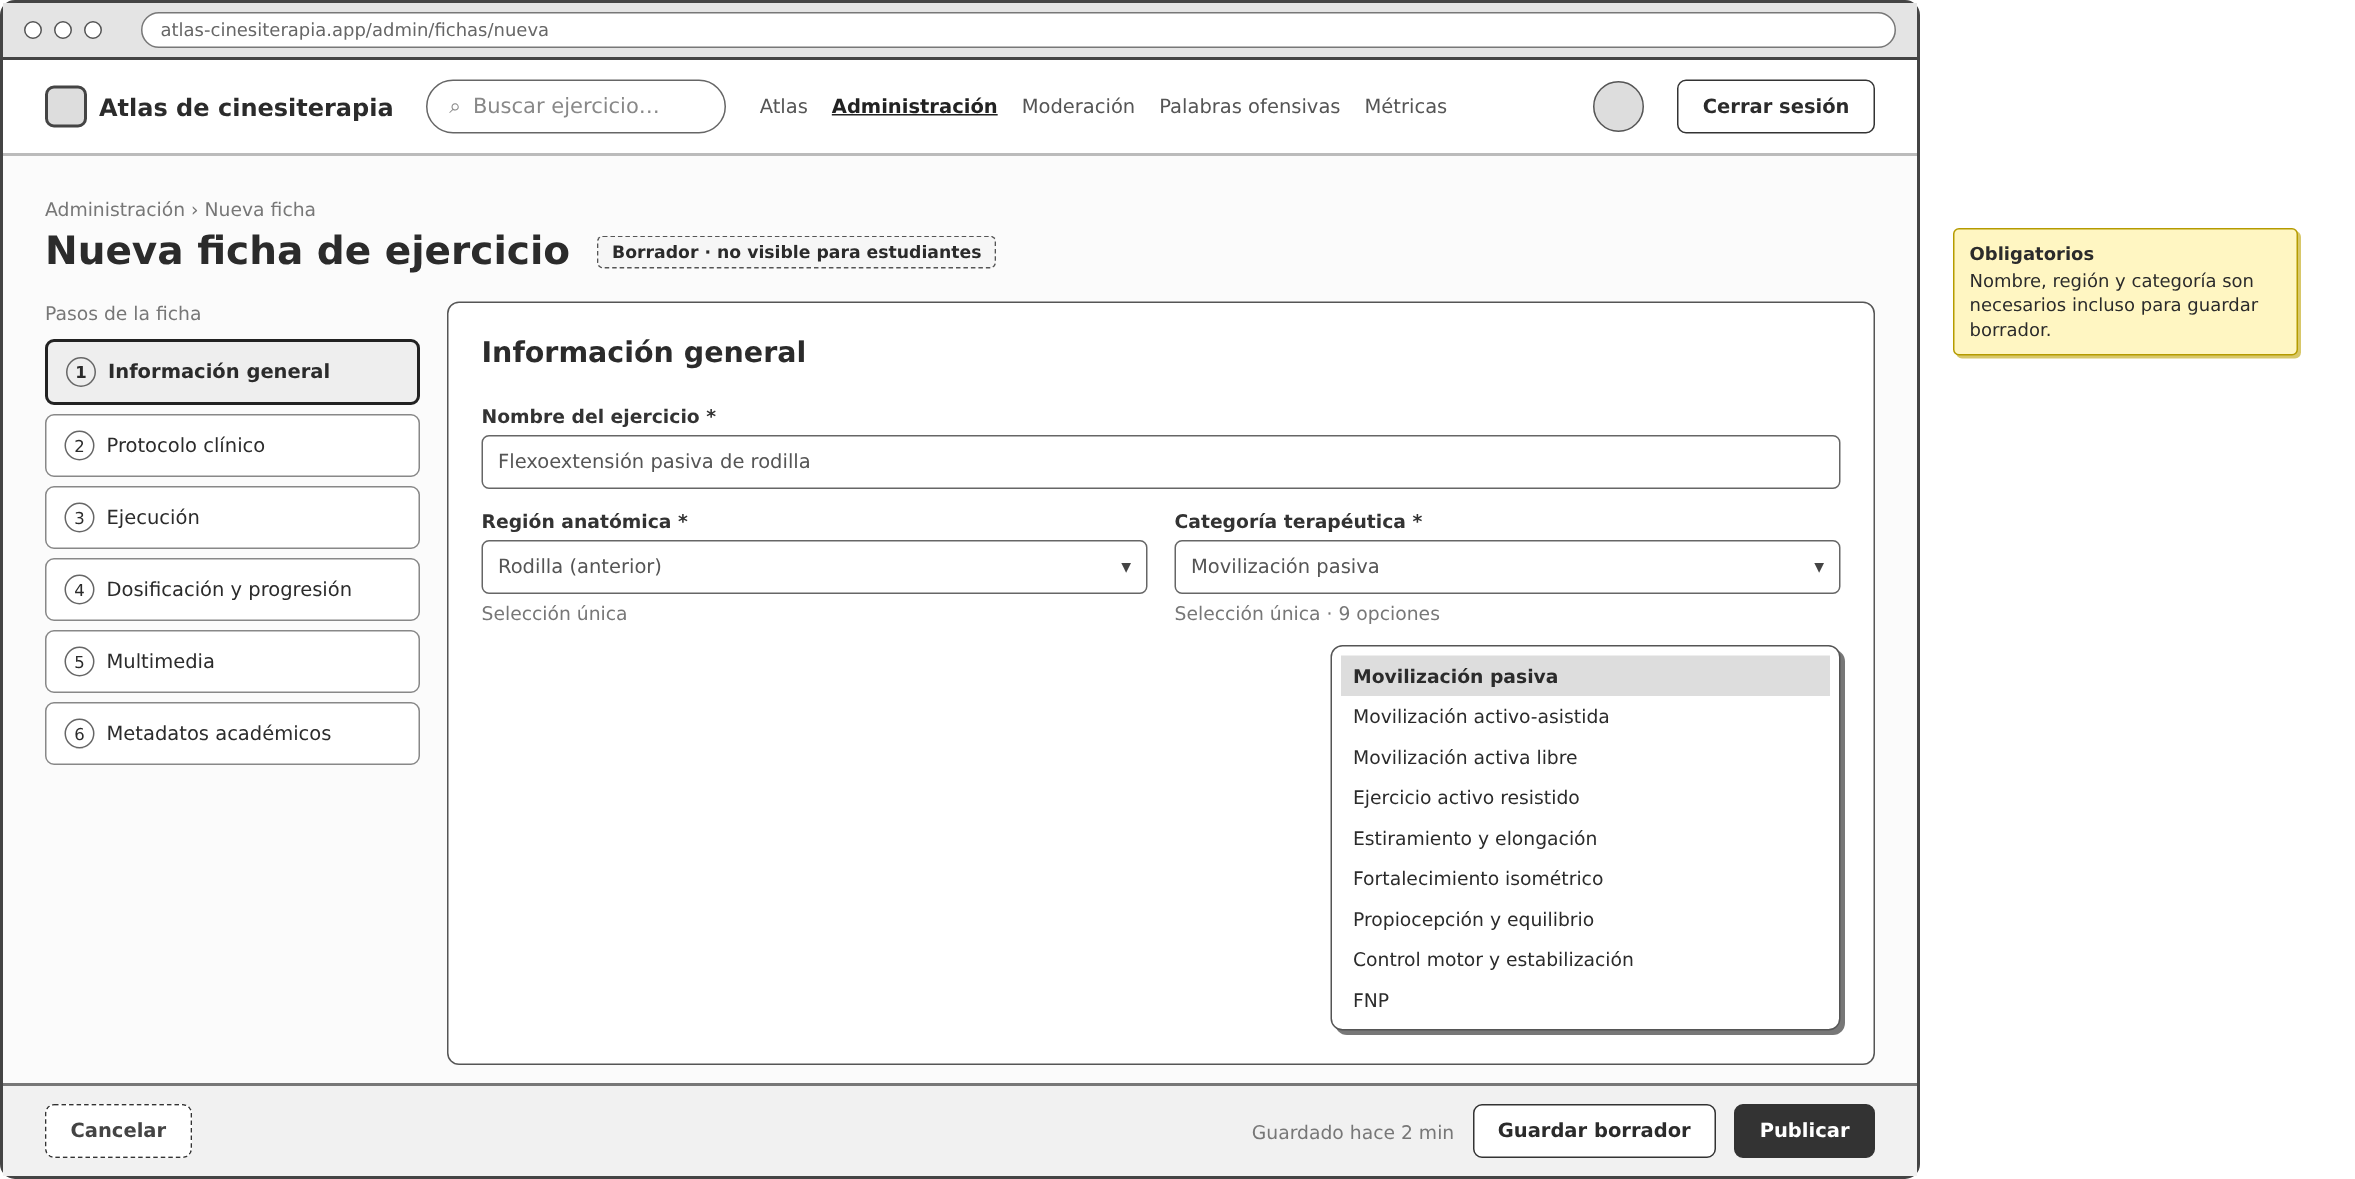 atlas-cinesiterapia.app/admin/fichas/nueva
Atlas de cinesiterapia
Buscar ejercicio...
Atlas
Administración
Moderación
Palabras ofensivas
Métricas
Cerrar sesión
Administración › Nueva ficha
Nueva ficha de ejercicio
Borrador · no visible para estudiantes
Obligatorios
Nombre, región y categoría son
necesarios incluso para guardar
borrador.
Pasos de la ficha
1 Información general
2 Protocolo clínico
3 Ejecución
4 Dosificación y progresión
5 Multimedia
6 Metadatos académicos
Información general
Nombre del ejercicio *
Flexoextensión pasiva de rodilla
Región anatómica *
Rodilla (anterior) ▼
Selección única
Categoría terapéutica *
Movilización pasiva ▼
Selección única · 9 opciones
Movilización pasiva
Movilización activo-asistida
Movilización activa libre
Ejercicio activo resistido
Estiramiento y elongación
Fortalecimiento isométrico
Propiocepción y equilibrio
Control motor y estabilización
FNP
Cancelar
Guardado hace 2 min
Guardar borrador
Publicar